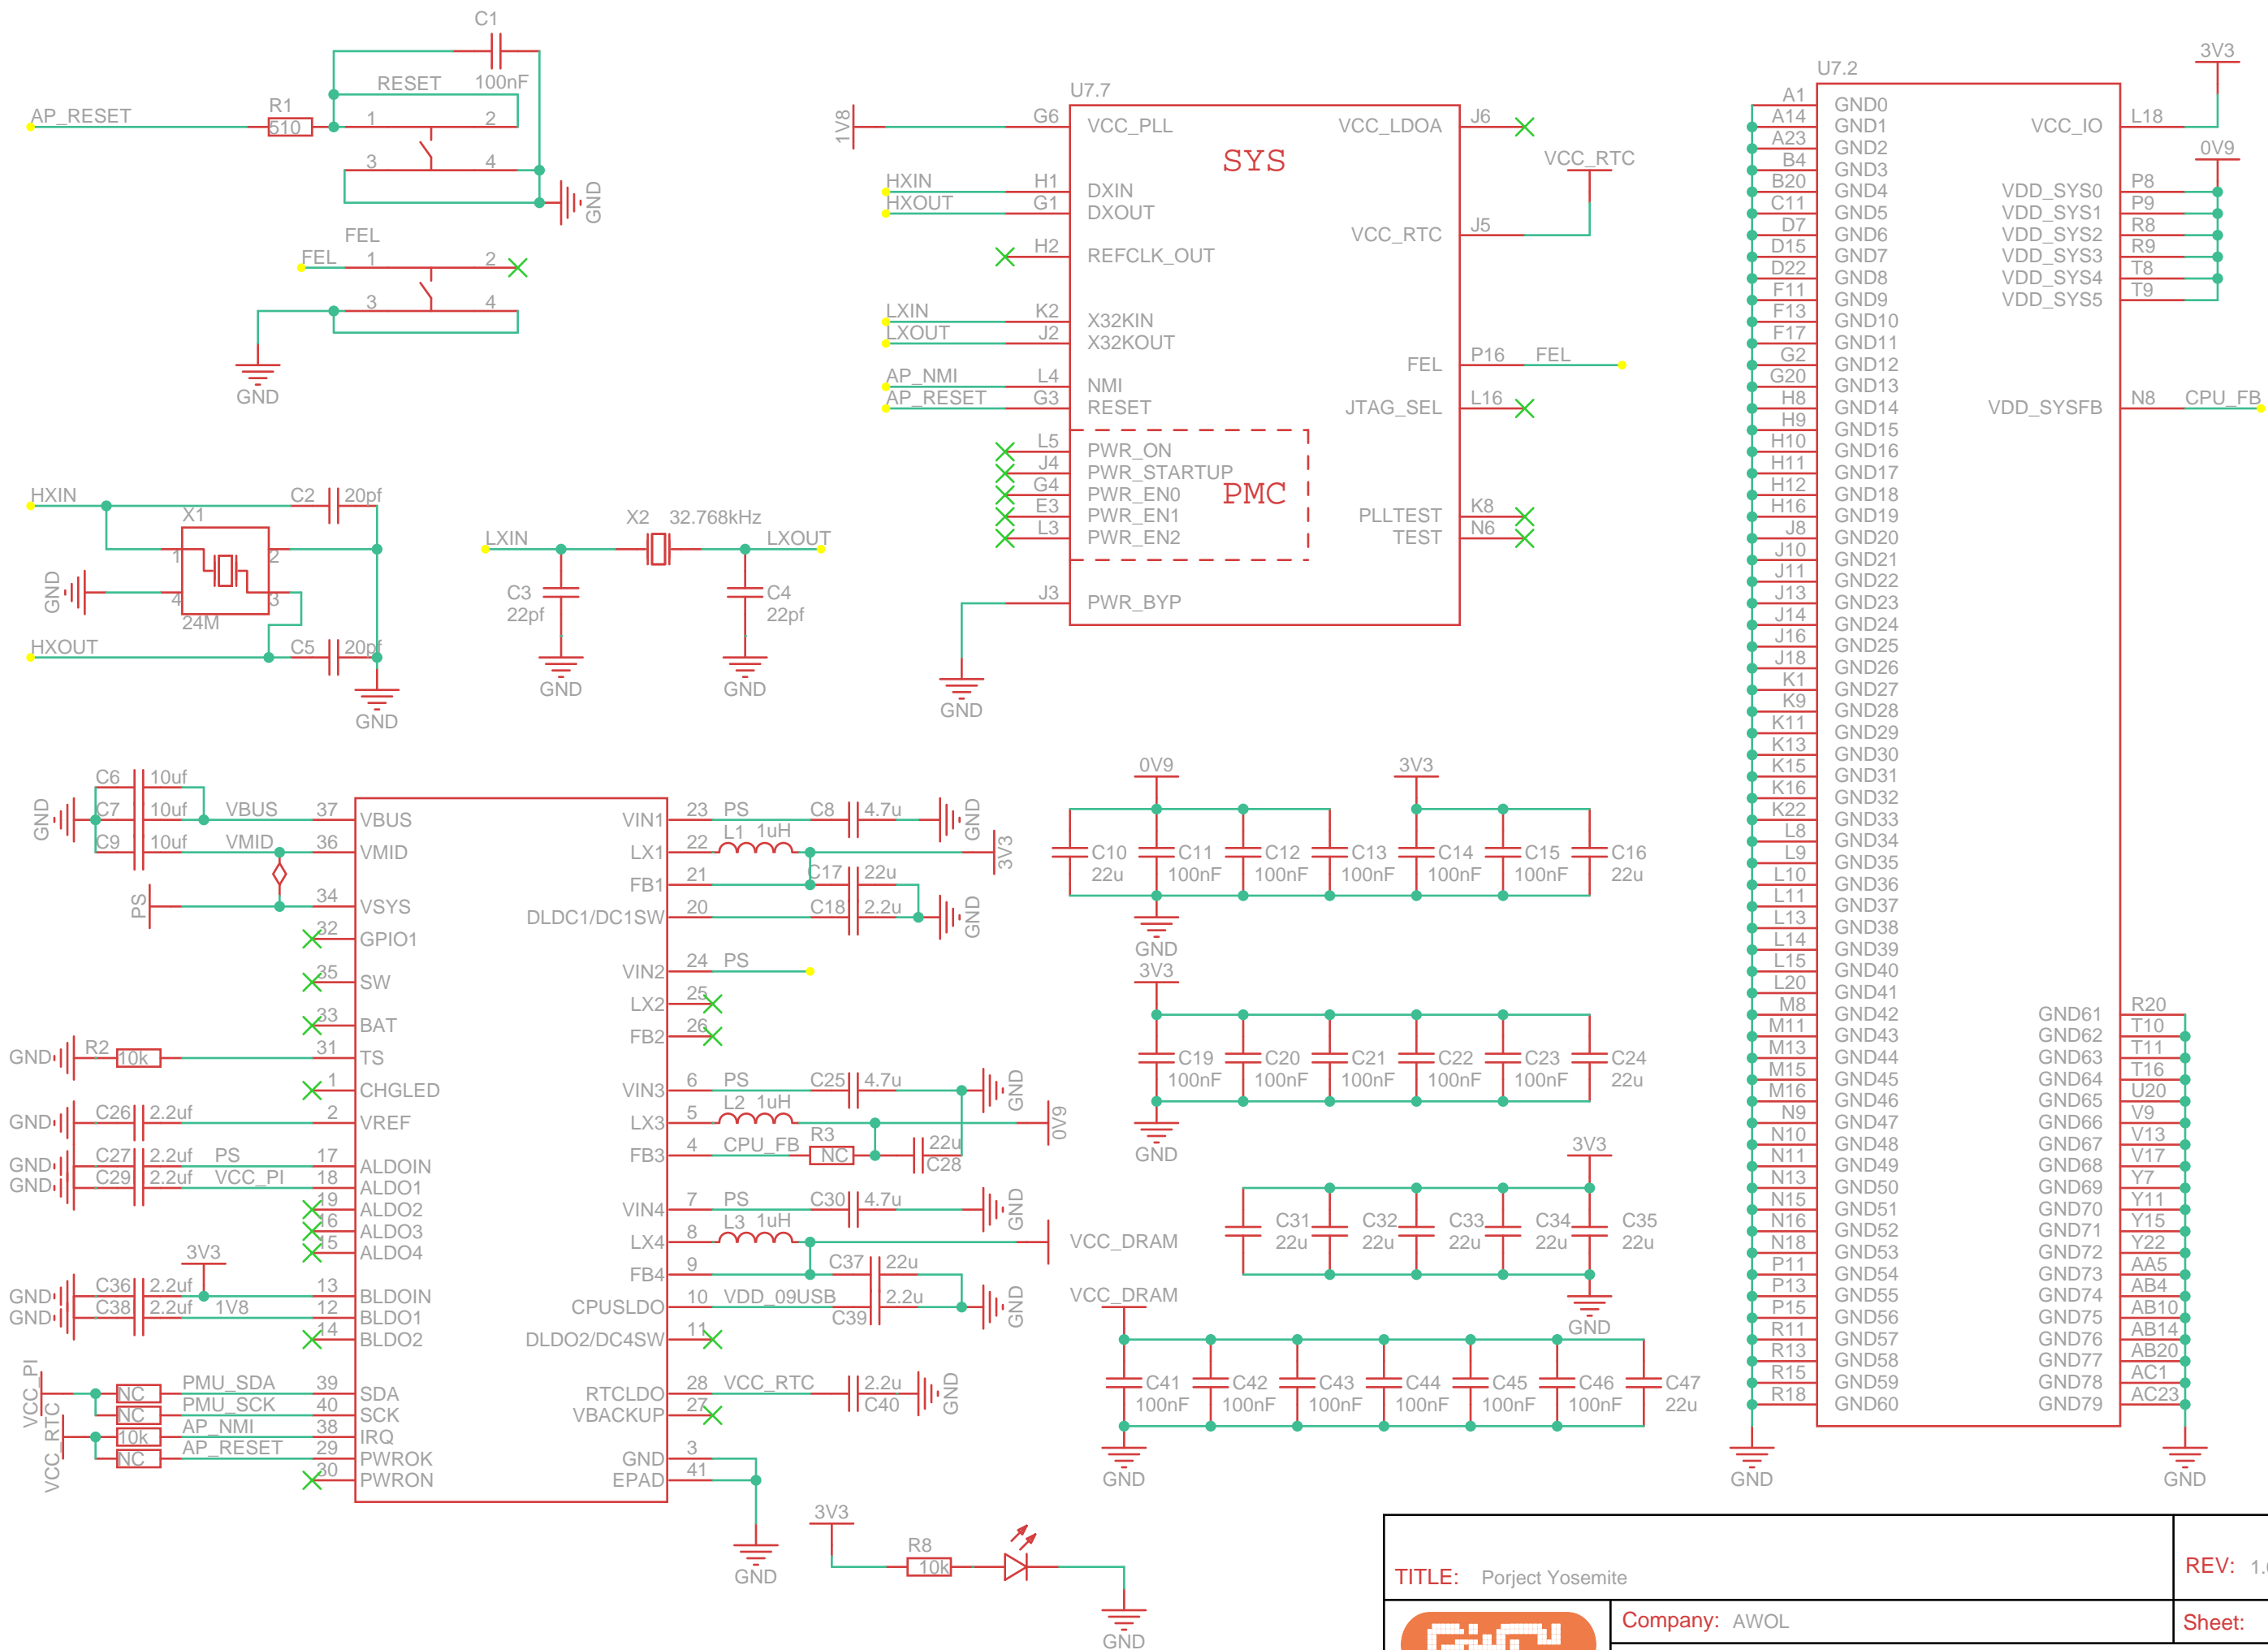 C1
100nF
RESET
AP_RESET
R1
510
1 2
3 4
GND
FEL
FEL
1 2
3 4
GND
HXIN
C2 20pf
X1
1 2
4 3
GND
24M
HXOUT
C5 20pf
GND
X2 32.768kHz
LXIN LXOUT
C3
22pf
C4
22pf
GND GND
U7.7
1V8
G6 VCC_PLL
VCC_LDOA J6
SYS
VCC_RTC
HXIN H1 DXIN
HXOUT G1 DXOUT
VCC_RTC J5
H2 REFCLK_OUT
LXIN K2 X32KIN
LXOUT J2 X32KOUT
FEL P16 FEL
AP_NMI L4 NMI
AP_RESET G3 RESET
JTAG_SEL L16
L5 PWR_ON
J4 PWR_STARTUP
G4 PWR_EN0
PMC
E3 PWR_EN1
L3 PWR_EN2
PLLTEST K8
TEST N6
J3 PWR_BYP
GND
U7.2
3V3
VCC_IO L18
0V9
VDD_SYS0 P8
VDD_SYS1 P9
VDD_SYS2 R8
VDD_SYS3 R9
VDD_SYS4 T8
VDD_SYS5 T9
VDD_SYSFB N8 CPU_FB
A1 GND0
A14 GND1
A23 GND2
B4 GND3
B20 GND4
C11 GND5
D7 GND6
D15 GND7
D22 GND8
F11 GND9
F13 GND10
F17 GND11
G2 GND12
G20 GND13
H8 GND14
H9 GND15
H10 GND16
H11 GND17
H12 GND18
H16 GND19
J8 GND20
J10 GND21
J11 GND22
J13 GND23
J14 GND24
J16 GND25
J18 GND26
K1 GND27
K9 GND28
K11 GND29
K13 GND30
K15 GND31
K16 GND32
K22 GND33
L8 GND34
L9 GND35
L10 GND36
L11 GND37
L13 GND38
L14 GND39
L15 GND40
L20 GND41
M8 GND42
M11 GND43
M13 GND44
M15 GND45
M16 GND46
N9 GND47
N10 GND48
N11 GND49
N13 GND50
N15 GND51
N16 GND52
N18 GND53
P11 GND54
P13 GND55
P15 GND56
R11 GND57
R13 GND58
R15 GND59
R18 GND60
GND61 R20
GND62 T10
GND63 T11
GND64 T16
GND65 U20
GND66 V9
GND67 V13
GND68 V17
GND69 Y7
GND70 Y11
GND71 Y15
GND72 Y22
GND73 AA5
GND74 AB4
GND75 AB10
GND76 AB14
GND77 AB20
GND78 AC1
GND79 AC23
GND GND
C6 10uf
GND C7 10uf VBUS 37 VBUS
C9 10uf VMID 36 VMID
PS 34 VSYS
32 GPIO1
35 SW
33 BAT
GND R2 10k 31 TS
1 CHGLED
GND C26 2.2uf 2 VREF
GND C27 2.2uf PS 17 ALDOIN
GND C29 2.2uf VCC_PI 18 ALDO1
19 ALDO2
16 ALDO3
15 ALDO4
3V3
GND C36 2.2uf 13 BLDOIN
GND C38 2.2uf 1V8 12 BLDO1
14 BLDO2
VCC_PI
NC PMU_SDA 39 SDA
NC PMU_SCK 40 SCK
VCC_RTC
10k AP_NMI 38 IRQ
NC AP_RESET 29 PWROK
30 PWRON
VIN1 23 PS C8 4.7u GND
LX1 22 L1 1uH 3V3
FB1 21 C17 22u
DLDC1/DC1SW 20 C18 2.2u GND
VIN2 24 PS
LX2 25
FB2 26
VIN3 6 PS C25 4.7u GND
LX3 5 L2 1uH 0V9
FB3 4 CPU_FB R3 NC 22u C28
VIN4 7 PS C30 4.7u GND
LX4 8 L3 1uH VCC_DRAM
FB4 9 C37 22u
CPUSLDO 10 VDD_09USB C39 2.2u GND
DLDO2/DC4SW 11
RTCLDO 28 VCC_RTC 2.2u C40 GND
VBACKUP 27
GND 3
EPAD 41
GND
0V9 3V3
C10 C11 C12 C13 C14 C15 C16
22u 100nF 100nF 100nF 100nF 100nF 22u
GND
3V3
C19 C20 C21 C22 C23 C24
100nF 100nF 100nF 100nF 100nF 22u
GND
3V3
C31 C32 C33 C34 C35
22u 22u 22u 22u 22u
GND
VCC_DRAM
C41 C42 C43 C44 C45 C46 C47
100nF 100nF 100nF 100nF 100nF 100nF 22u
GND
3V3
R8
10k
GND
TITLE: Porject Yosemite
REV: 1.
Company: AWOL
Sheet: